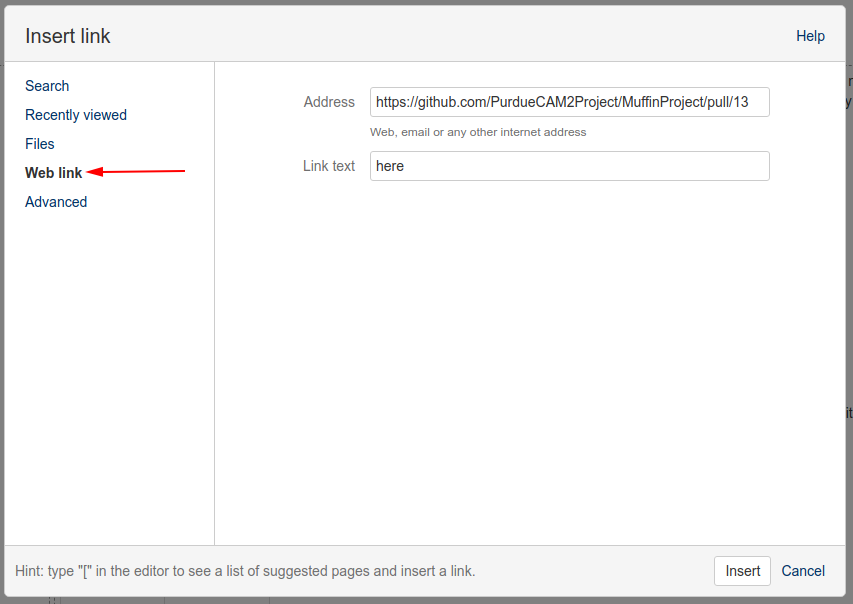 Insert link
Help
Search
Recently viewed
Files
Web link
Advanced
Address
https://github.com/PurdueCAM2Project/MuffinProject/pull/13
Web, email or any other internet address
Link text
here
Hint: type "[" in the editor to see a list of suggested pages and insert a link.
Insert
Cancel